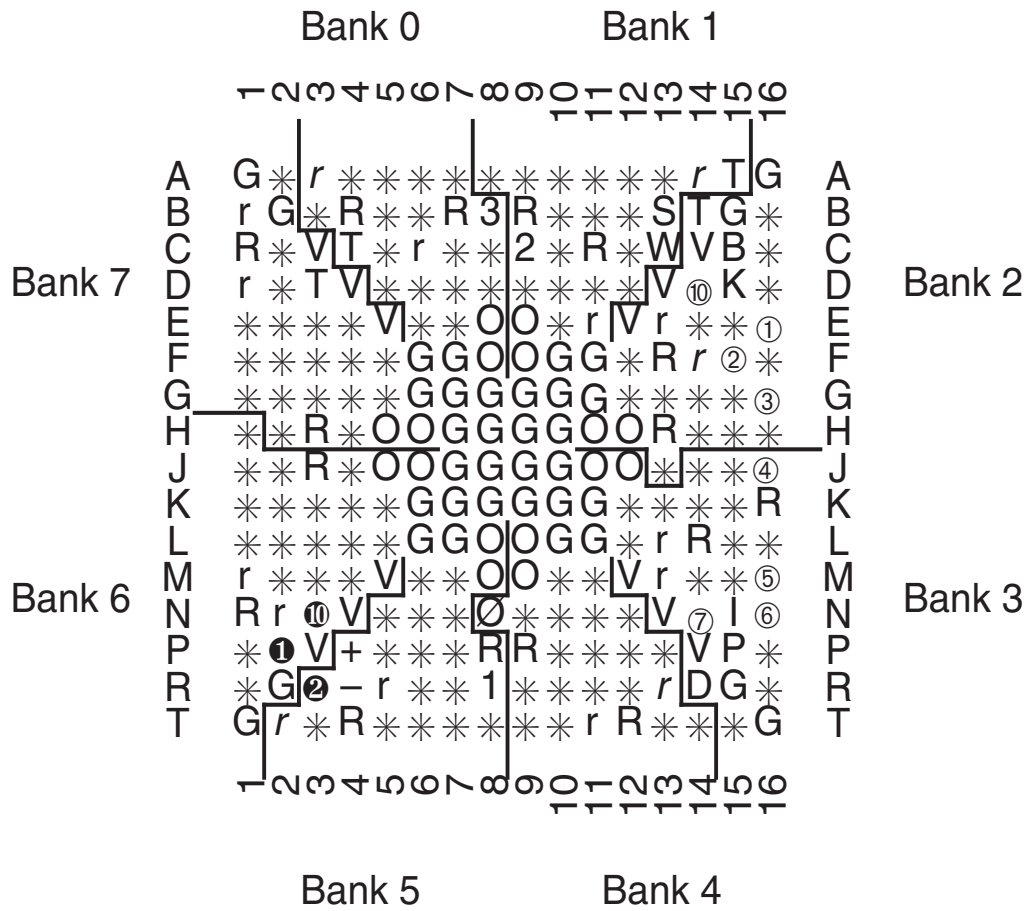 Bank 0 Bank 1
1 2 3 4 5 6 7 8 9 10 11 12 13 14 15 16
A G ✳ r ✳ ✳ ✳ ✳ ✳ ✳ ✳ ✳ ✳ ✳ r T G A
B r G ✳ R ✳ ✳ R 3 R ✳ ✳ ✳ S T G ✳ B
C R ✳ V T ✳ r ✳ ✳ 2 ✳ R ✳ W V B ✳ C
Bank 7 D r ✳ T V ✳ ✳ ✳ ✳ ✳ ✳ ✳ ✳ V ⑩ K ✳ D Bank 2
E ✳ ✳ ✳ ✳ V ✳ ✳ O O ✳ r V r ✳ ✳ ① E
F ✳ ✳ ✳ ✳ ✳ G G O O G G ✳ R r ② ✳ F
G ✳ ✳ ✳ ✳ ✳ G G G G G G ✳ ✳ ✳ ✳ ③ G
H ✳ ✳ R ✳ O O G G G G O O R ✳ ✳ ✳ H
J ✳ ✳ R ✳ O O G G G G O O ✳ ✳ ✳ ④ J
K ✳ ✳ ✳ ✳ ✳ G G G G G G ✳ ✳ ✳ ✳ R K
L ✳ ✳ ✳ ✳ ✳ G G O O G G ✳ r R ✳ ✳ L
M r ✳ ✳ ✳ V ✳ ✳ O O ✳ ✳ V r ✳ ✳ ⑤ M
Bank 6 N R r ❿ V ✳ ✳ ✳ Ø ✳ ✳ ✳ ✳ V ⑦ I ⑥ N Bank 3
P ✳ ❶ V + ✳ ✳ ✳ R R ✳ ✳ ✳ ✳ V P ✳ P
R ✳ G ❷ – r ✳ ✳ 1 ✳ ✳ ✳ ✳ r D G ✳ R
T G r ✳ R ✳ ✳ ✳ ✳ ✳ ✳ r R ✳ ✳ ✳ G T
1 2 3 4 5 6 7 8 9 10 11 12 13 14 15 16
Bank 5 Bank 4